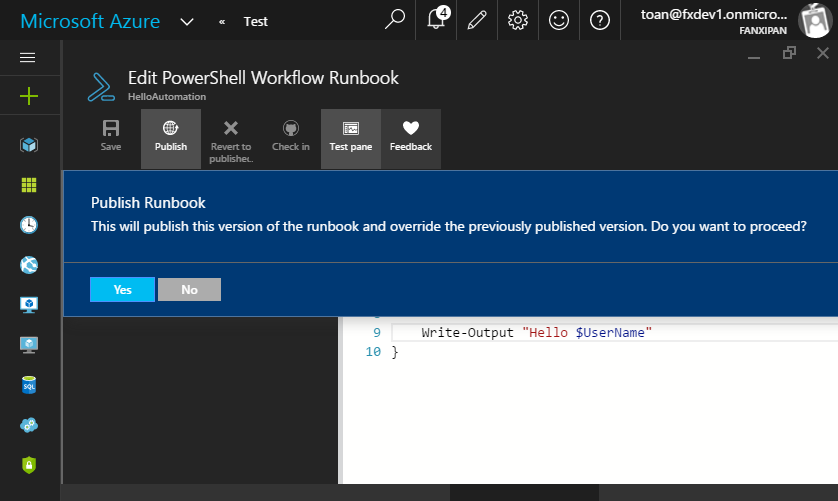 Microsoft Azure
«
Test
4
toan@fxdev1.onmicro...
FANXIPAN
Edit PowerShell Workflow Runbook
HelloAutomation
Save
Publish
Revert to
publishe..
Check in
Test pane
Feedback
Publish Runbook
This will publish this version of the runbook and override the previously published version. Do you want to proceed?
Yes
No
9 Write-Output "Hello $UserName"
10 }
SQL